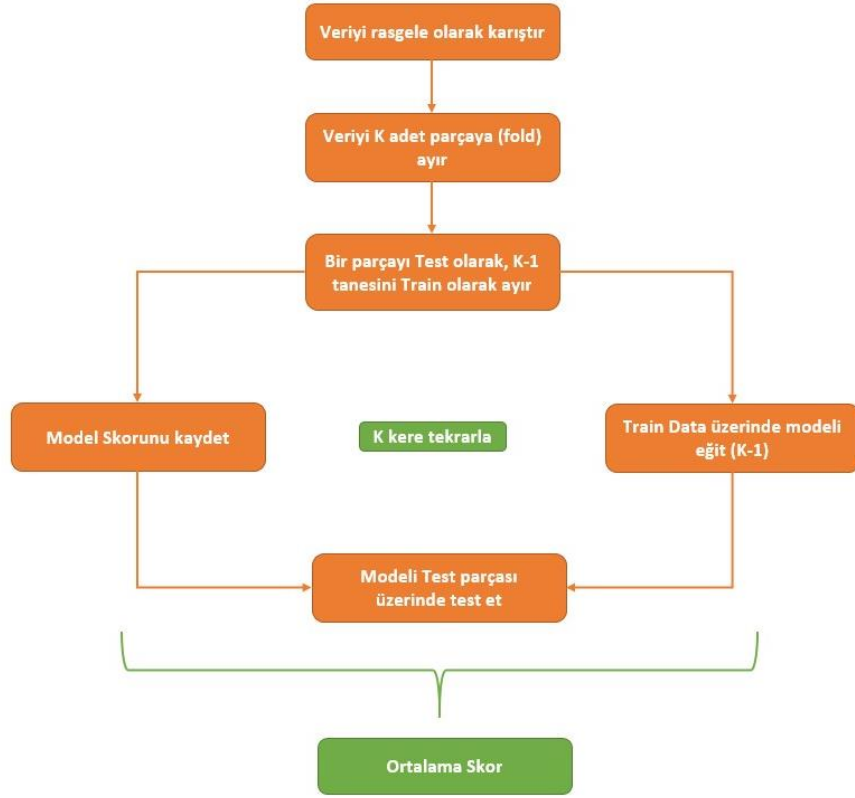 Veriyi rasgele olarak karıştır
Veriyi K adet parçaya (fold)
ayır
Bir parçayı Test olarak, K-1
tanesini Train olarak ayır
Model Skorunu kaydet
K kere tekrarla
Train Data üzerinde modeli
eğit (K-1)
Modeli Test parçası
üzerinde test et
Ortalama Skor